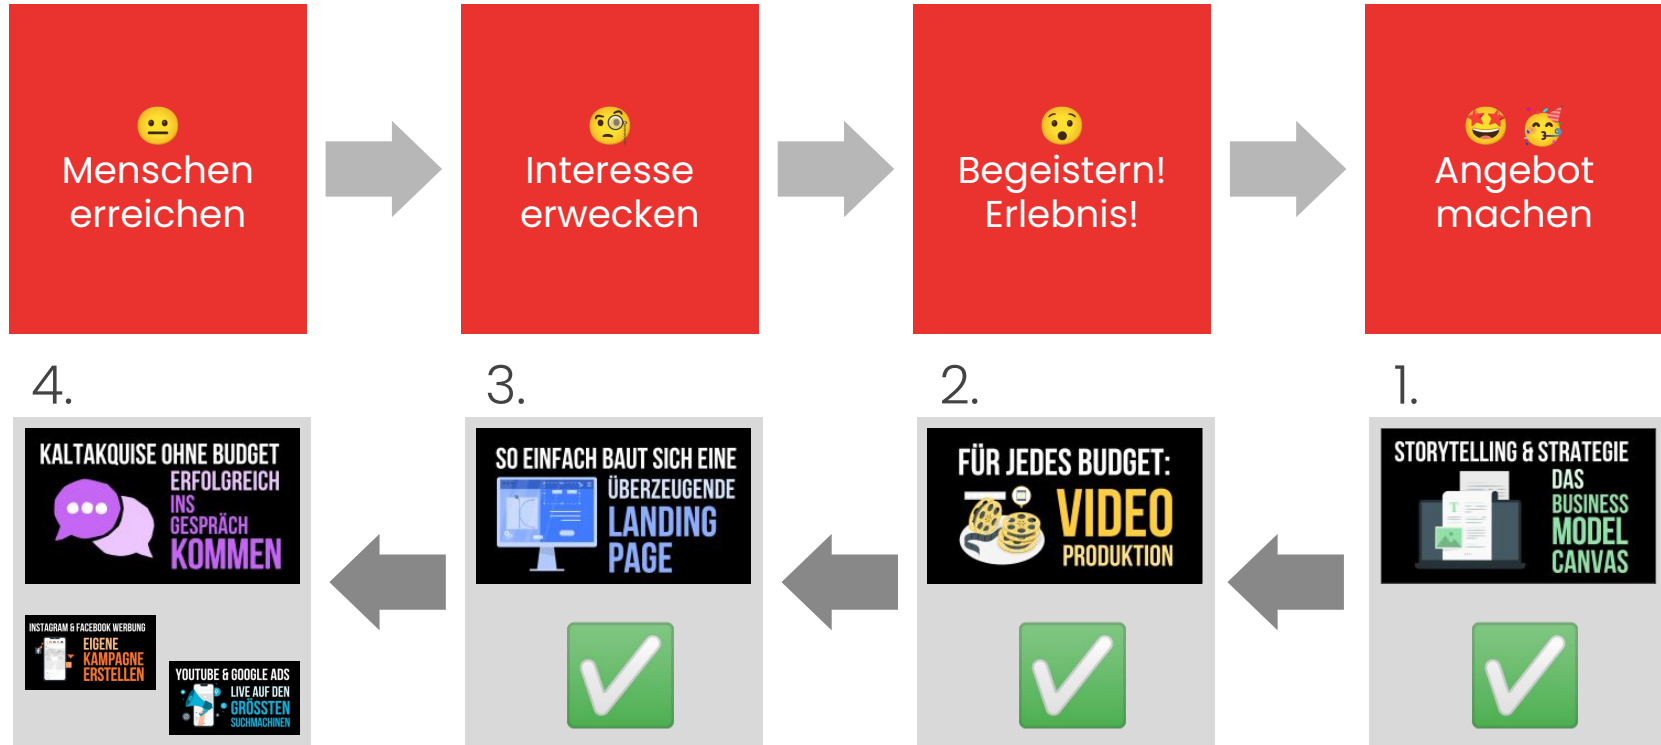 Menschen
erreichen
Interesse
erwecken
Begeistern!
Erlebnis!
Angebot
machen
4.
3.
2.
1.
KALTAKQUISE OHNE BUDGET
ERFOLGREICH
INS
GESPRÄCH
KOMMEN
INSTAGRAM & FACEBOOK WERBUNG
EIGENE
KAMPAGNE
ERSTELLEN
YOUTUBE & GOOGLE ADS
LIVE AUF DEN
GRÖSSTEN
SUCHMACHINEN
SO EINFACH BAUT SICH EINE
ÜBERZEUGENDE
LANDING
PAGE
FÜR JEDES BUDGET:
VIDEO
PRODUKTION
STORYTELLING & STRATEGIE
DAS
BUSINESS
MODEL
CANVAS
T